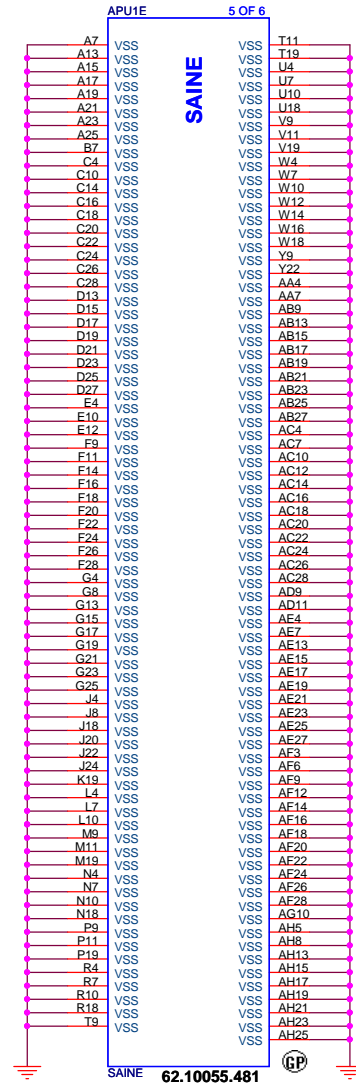 APU1E 5 OF 6
SAINE
A7 VSS VSS T11
A13 VSS VSS T19
A15 VSS VSS U4
A17 VSS VSS U7
A19 VSS VSS U10
A21 VSS VSS U18
A23 VSS VSS V9
A25 VSS VSS V11
B7 VSS VSS V19
C4 VSS VSS W4
C10 VSS VSS W7
C14 VSS VSS W10
C16 VSS VSS W12
C18 VSS VSS W14
C20 VSS VSS W16
C22 VSS VSS W18
C24 VSS VSS Y9
C26 VSS VSS Y22
C28 VSS VSS AA4
D13 VSS VSS AA7
D15 VSS VSS AB9
D17 VSS VSS AB13
D19 VSS VSS AB15
D21 VSS VSS AB17
D23 VSS VSS AB19
D25 VSS VSS AB21
D27 VSS VSS AB23
E4 VSS VSS AB25
E10 VSS VSS AB27
E12 VSS VSS AC4
F9 VSS VSS AC7
F11 VSS VSS AC10
F14 VSS VSS AC12
F16 VSS VSS AC14
F18 VSS VSS AC16
F20 VSS VSS AC18
F22 VSS VSS AC20
F24 VSS VSS AC22
F26 VSS VSS AC24
F28 VSS VSS AC26
G4 VSS VSS AC28
G8 VSS VSS AD9
G13 VSS VSS AD11
G15 VSS VSS AE4
G17 VSS VSS AE7
G19 VSS VSS AE13
G21 VSS VSS AE15
G23 VSS VSS AE17
G25 VSS VSS AE19
J4 VSS VSS AE21
J8 VSS VSS AE23
J18 VSS VSS AE25
J20 VSS VSS AE27
J22 VSS VSS AF3
J24 VSS VSS AF6
K19 VSS VSS AF9
L4 VSS VSS AF12
L7 VSS VSS AF14
L10 VSS VSS AF16
M9 VSS VSS AF18
M11 VSS VSS AF20
M19 VSS VSS AF22
N4 VSS VSS AF24
N7 VSS VSS AF26
N10 VSS VSS AF28
N18 VSS VSS AG10
P9 VSS VSS AH5
P11 VSS VSS AH8
P19 VSS VSS AH13
R4 VSS VSS AH15
R7 VSS VSS AH17
R10 VSS VSS AH19
R18 VSS VSS AH21
T9 VSS VSS AH23
VSS AH25
GP
SAINE 62.10055.481